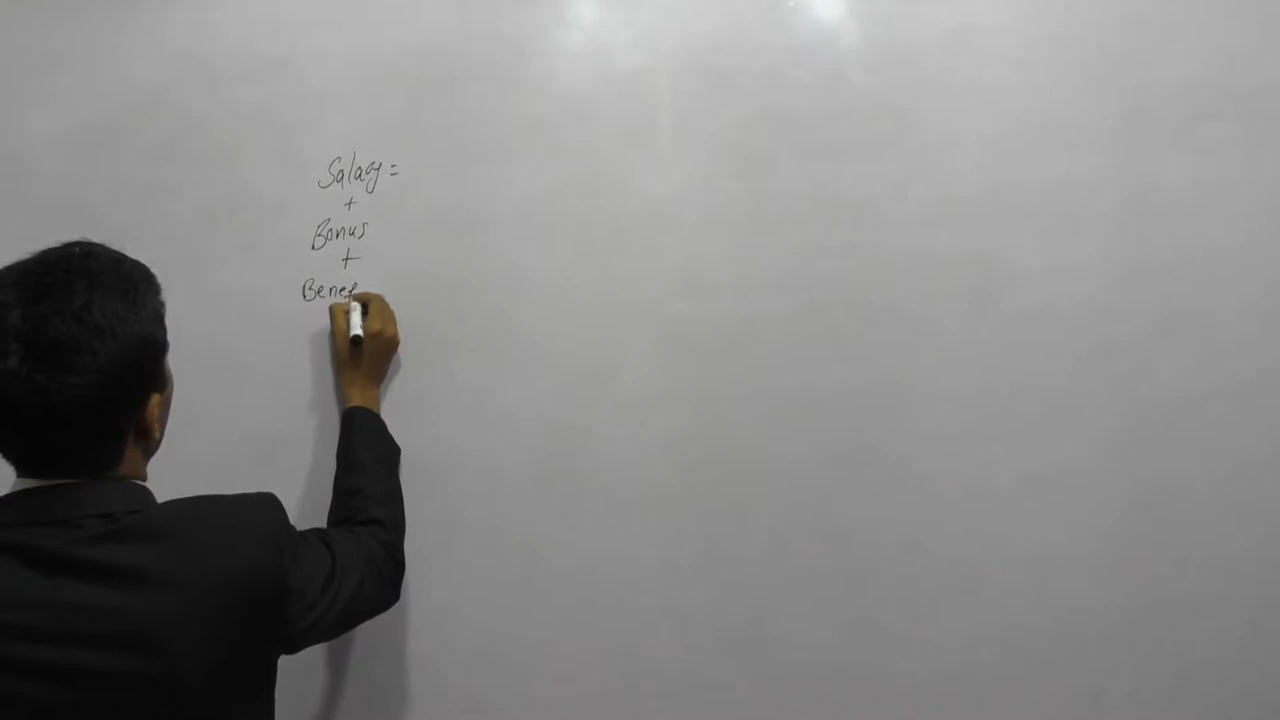 Salary =
+
Bonus
+
Benef